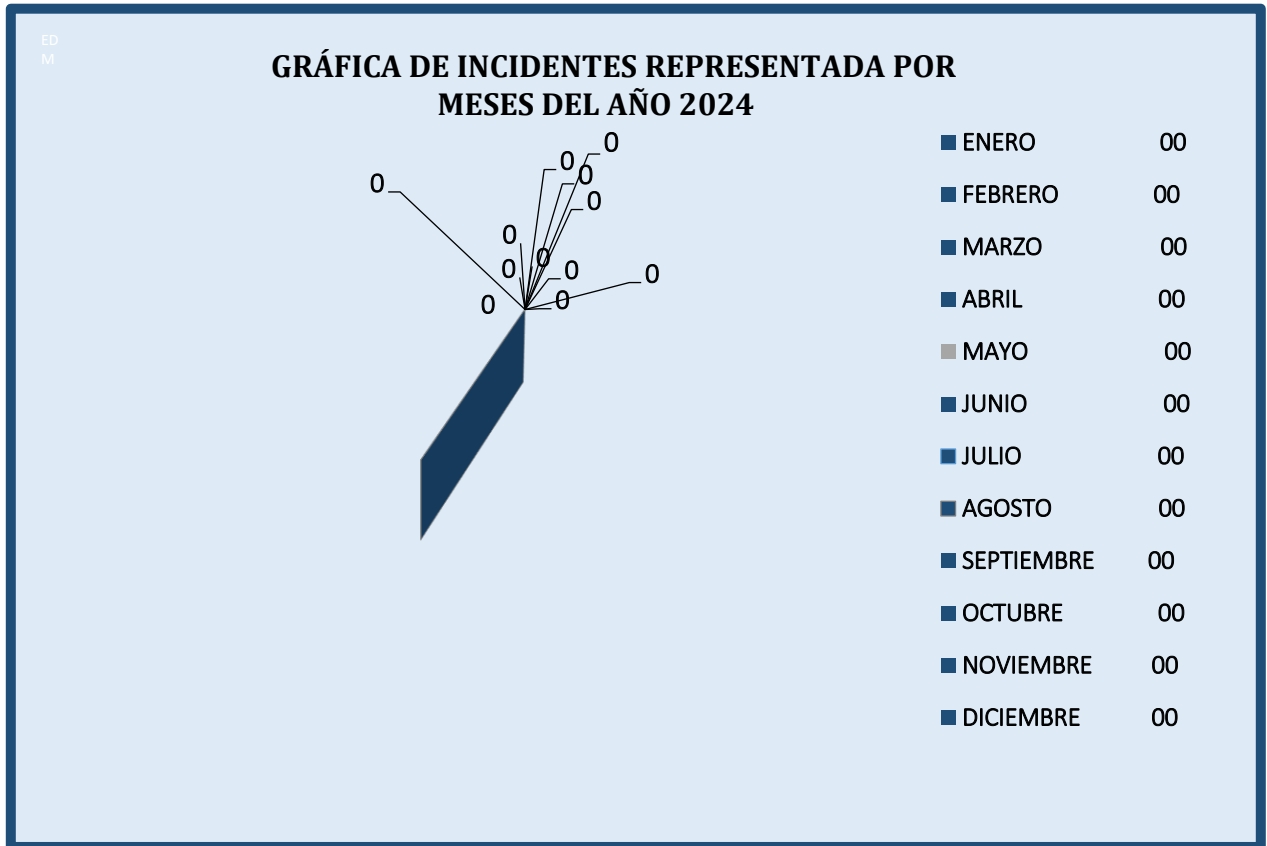 ED
M
GRÁFICA DE INCIDENTES REPRESENTADA POR
MESES DEL AÑO 2024
0
0
0
0
0
0
0
0
0
0
0
0
ENERO 00
FEBRERO 00
MARZO 00
ABRIL 00
MAYO 00
JUNIO 00
JULIO 00
AGOSTO 00
SEPTIEMBRE 00
OCTUBRE 00
NOVIEMBRE 00
DICIEMBRE 00